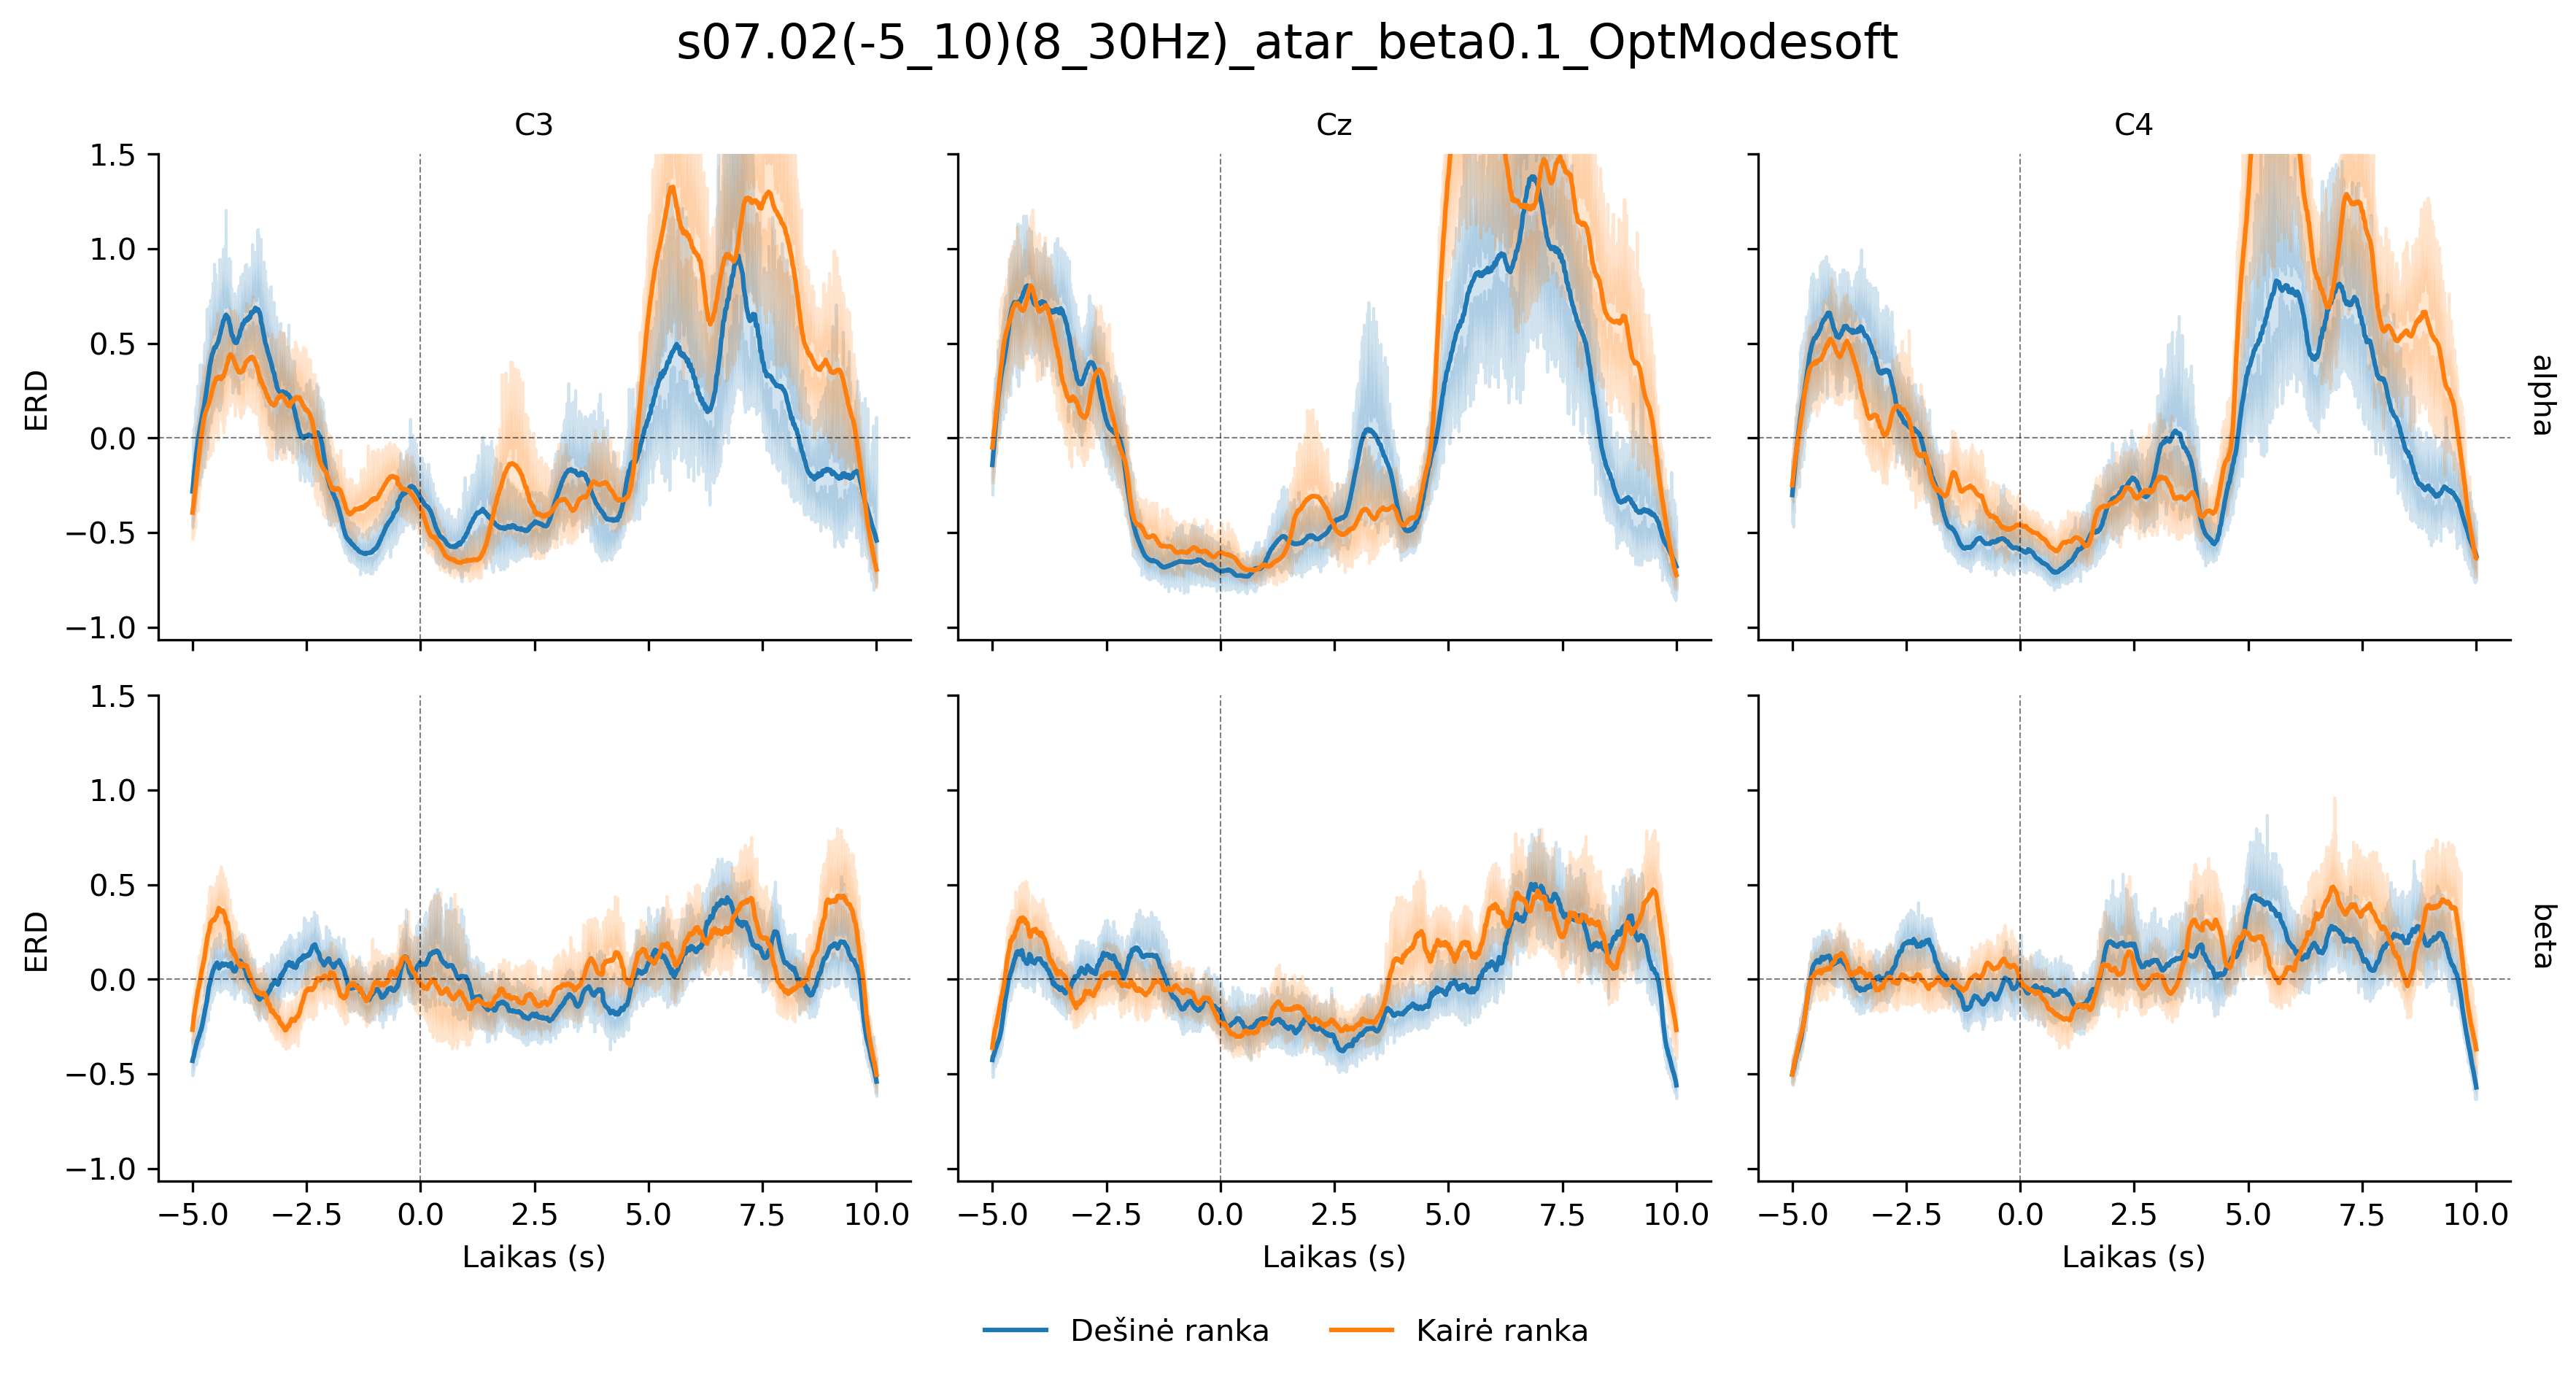 s07.02(-5_10)(8_30Hz)_atar_beta0.1_OptModesoft
C3 Cz C4
1.5
1.0
0.5
0.0
−0.5
−1.0
ERD
alpha
1.5
1.0
0.5
0.0
−0.5
−1.0
ERD
beta
−5.0 −2.5 0.0 2.5 5.0 7.5 10.0 −5.0 −2.5 0.0 2.5 5.0 7.5 10.0 −5.0 −2.5 0.0 2.5 5.0 7.5 10.0
Laikas (s) Laikas (s) Laikas (s)
Dešinė ranka Kairė ranka